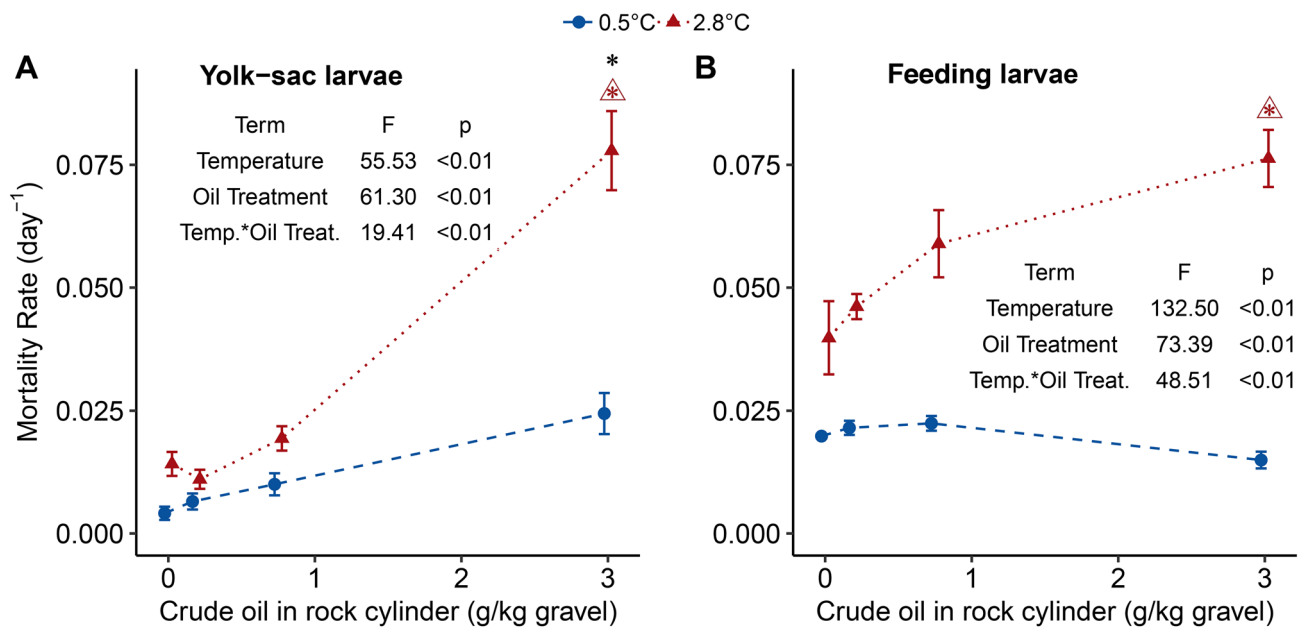 0.5°C 2.8°C
A Yolk−sac larvae
*
*
Term F p
Temperature 55.53 <0.01
Oil Treatment 61.30 <0.01
Temp.*Oil Treat. 19.41 <0.01
Mortality Rate (day−1)
0.075
0.050
0.025
0.000
0 1 2 3
Crude oil in rock cylinder (g/kg gravel)
B Feeding larvae
*
Term F p
Temperature 132.50 <0.01
Oil Treatment 73.39 <0.01
Temp.*Oil Treat. 48.51 <0.01
0.075
0.050
0.025
0.000
0 1 2 3
Crude oil in rock cylinder (g/kg gravel)